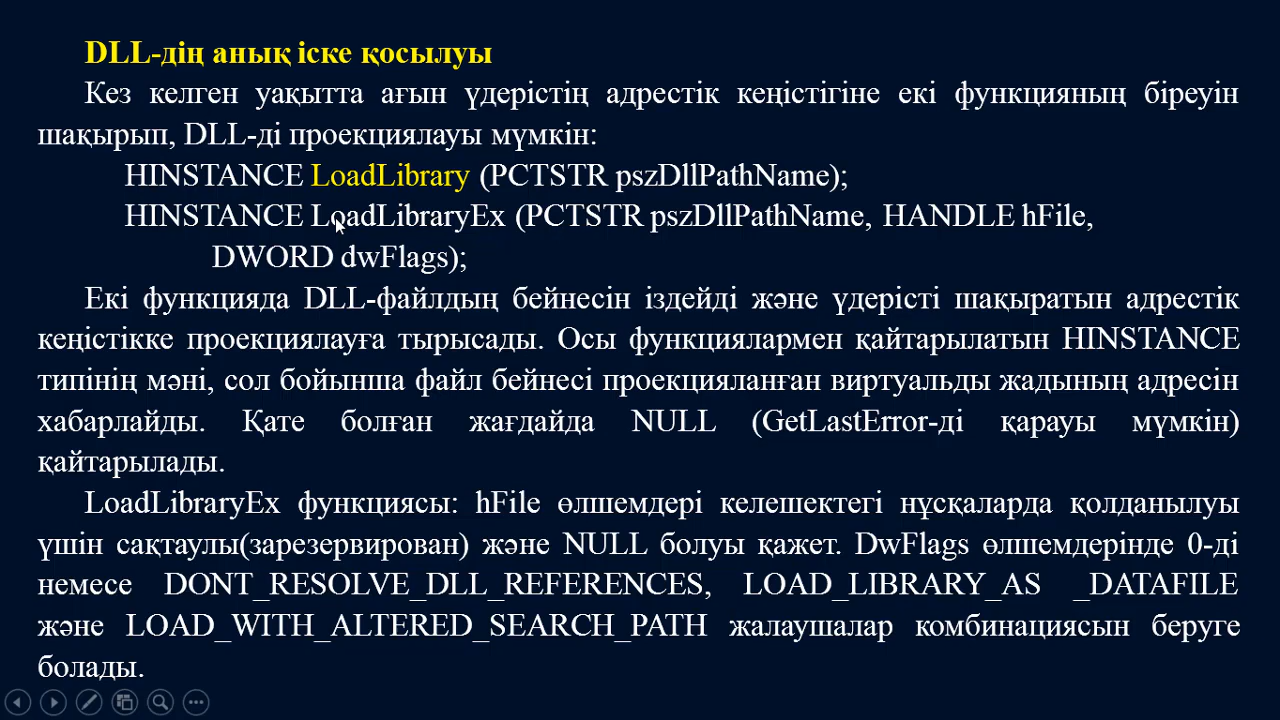 DLL-дің анық іске қосылуы
Кез келген уақытта ағын үдерістің адрестік кеңістігіне екі функцияның біреуін
шақырып, DLL-ді проекциялауы мүмкін:
HINSTANCE LoadLibrary (PCTSTR pszDllPathName);
HINSTANCE LoadLibraryEx (PCTSTR pszDllPathName, HANDLE hFile,
DWORD dwFlags);
Екі функцияда DLL-файлдың бейнесін іздейді және үдерісті шақыратын адрестік
кеңістікке проекциялауға тырысады. Осы функциялармен қайтарылатын HINSTANCE
типінің мәні, сол бойынша файл бейнесі проекцияланған виртуальды жадының адресін
хабарлайды. Қате болған жағдайда NULL (GetLastError-ді қарауы мүмкін)
қайтарылады.
LoadLibraryEx функциясы: hFile өлшемдері келешектегі нұсқаларда қолданылуы
үшін сақтаулы(зарезервирован) және NULL болуы қажет. DwFlags өлшемдерінде 0-ді
немесе DONT_RESOLVE_DLL_REFERENCES, LOAD_LIBRARY_AS _DATAFILE
және LOAD_WITH_ALTERED_SEARCH_PATH жалаушалар комбинациясын беруге
болады.